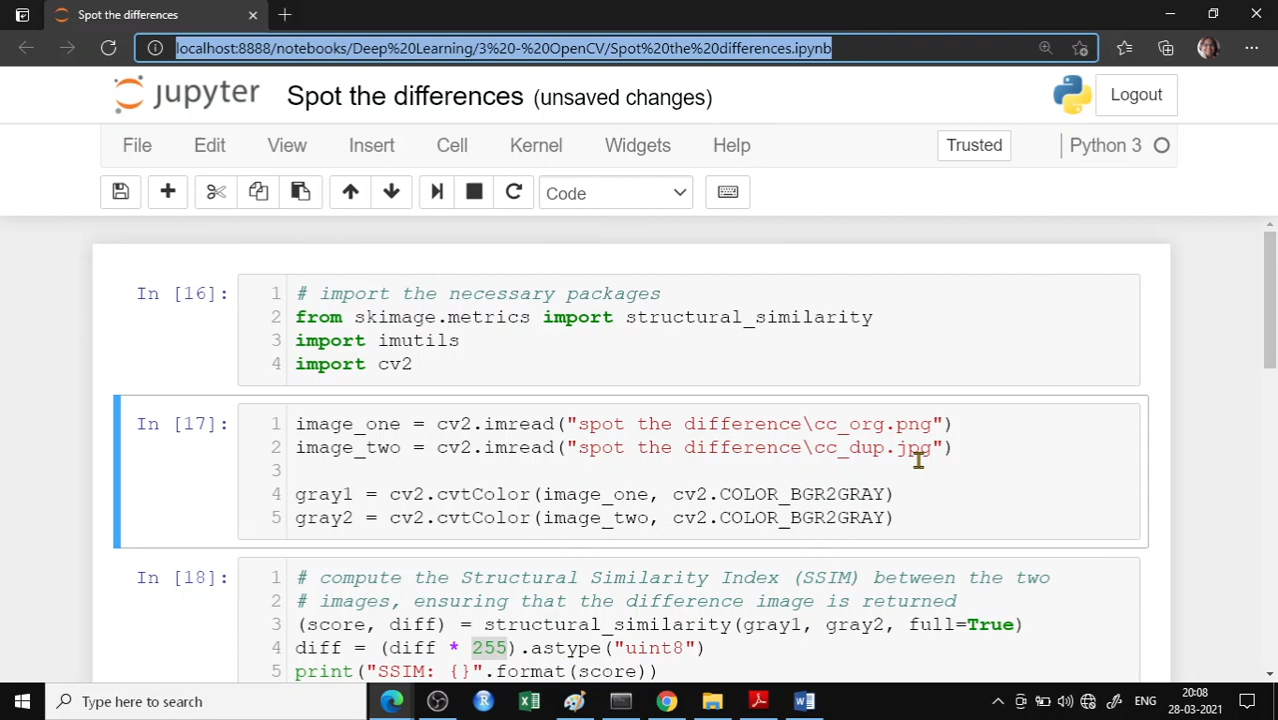 Spot the differences
localhost:8888/notebooks/Deep%20Learning/3%20-%20OpenCV/Spot%20the%20differences.ipynb
jupyter Spot the differences (unsaved changes)
Logout
File Edit View Insert Cell Kernel Widgets Help Trusted Python 3
Code
In [16]:
1 # import the necessary packages
2 from skimage.metrics import structural_similarity
3 import imutils
4 import cv2
In [17]:
1 image_one = cv2.imread("spot the difference\cc_org.png")
2 image_two = cv2.imread("spot the difference\cc_dup.jpg")
3
4 gray1 = cv2.cvtColor(image_one, cv2.COLOR_BGR2GRAY)
5 gray2 = cv2.cvtColor(image_two, cv2.COLOR_BGR2GRAY)
In [18]:
1 # compute the Structural Similarity Index (SSIM) between the two
2 # images, ensuring that the difference image is returned
3 (score, diff) = structural_similarity(gray1, gray2, full=True)
4 diff = (diff * 255).astype("uint8")
5 print("SSIM: {}".format(score))
Type here to search
ENG
20:08
28-03-2021